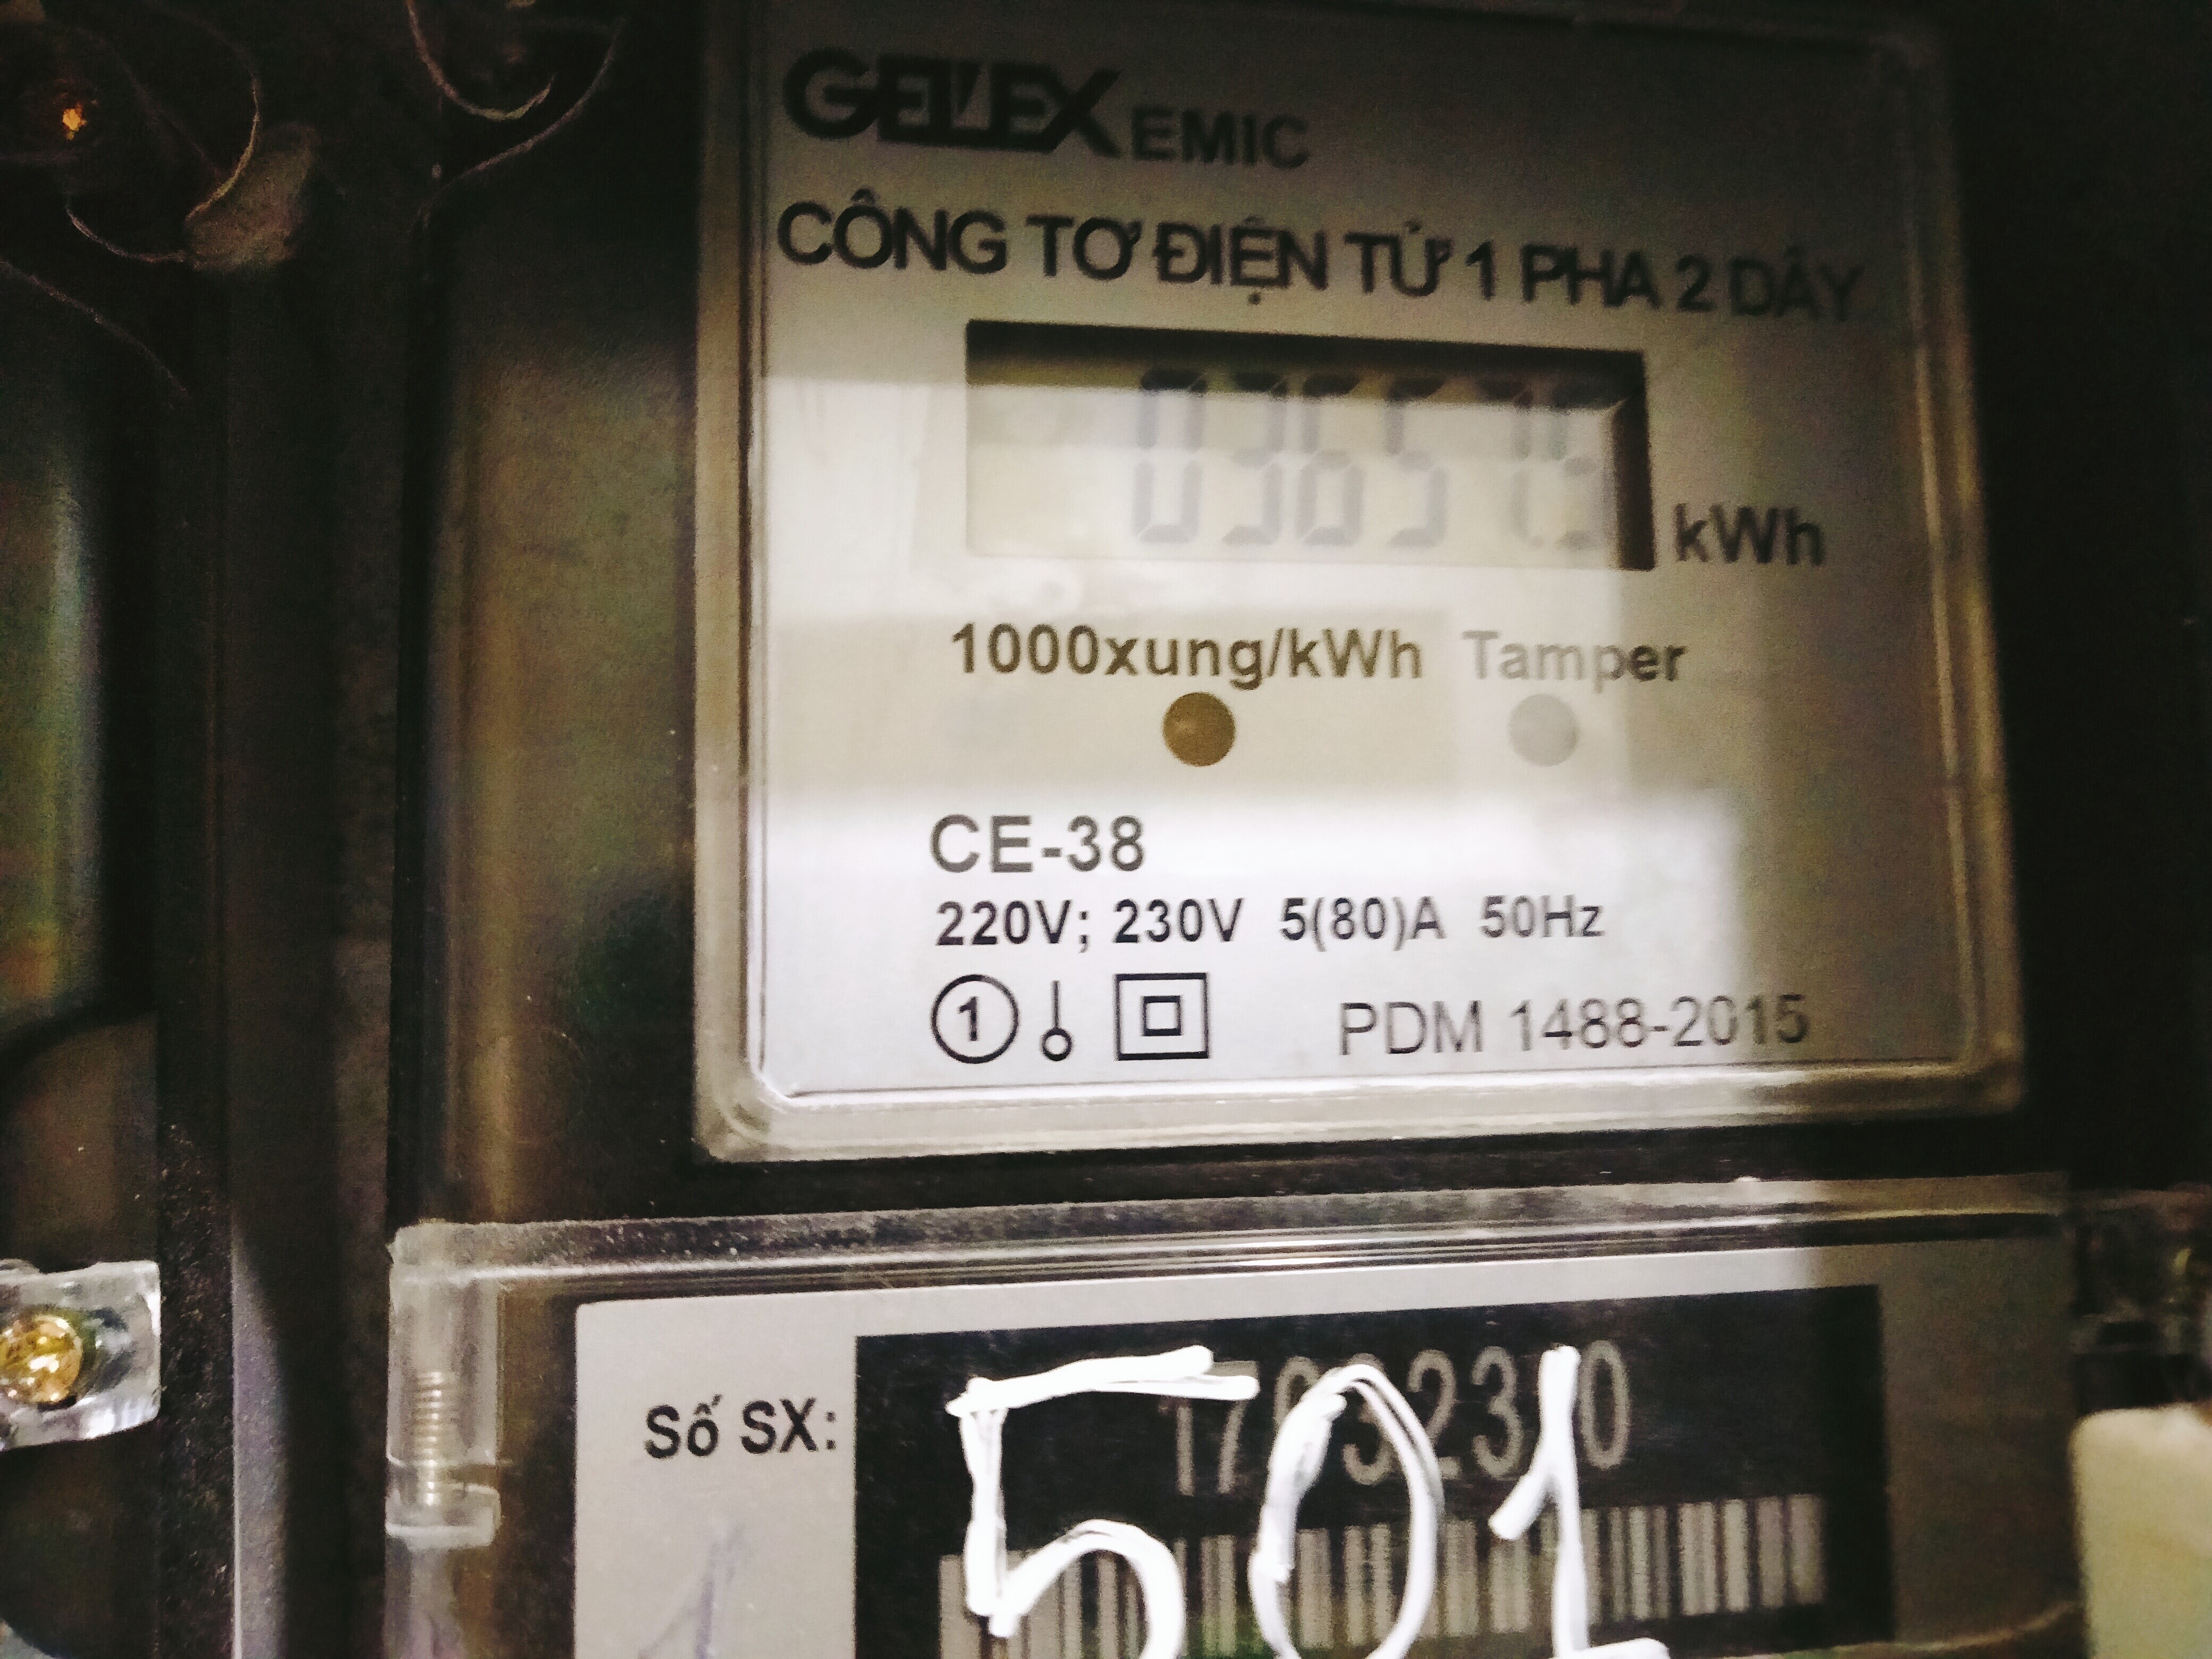 GELEX EMIC
CÔNG TƠ ĐIỆN TỬ 1 PHA 2 DÂY
kWh
1000xung/kWh Tamper
CE-38
220V; 230V 5(80)A 50Hz
1 PDM 1488-2015
Số SX:
501